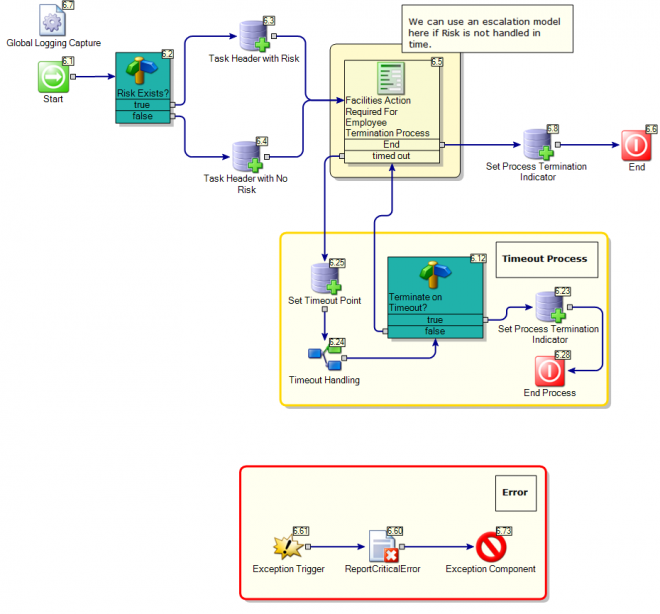 6.7
Global Logging Capture
6.1
Start
6.2
Risk Exists?
true
false
6.3
Task Header with Risk
6.4
Task Header with No
Risk
We can use an escalation model
here if Risk is not handled in
time.
6.5
Facilities Action
Required For
Employee
Termination Process
End
timed out
6.8
Set Process Termination
Indicator
6.6
End
Timeout Process
6.25
Set Timeout Point
6.24
Timeout Handling
6.12
Terminate on
Timeout?
true
false
6.23
Set Process Termination
Indicator
6.28
End Process
Error
6.61
Exception Trigger
6.60
ReportCriticalError
6.73
Exception Component